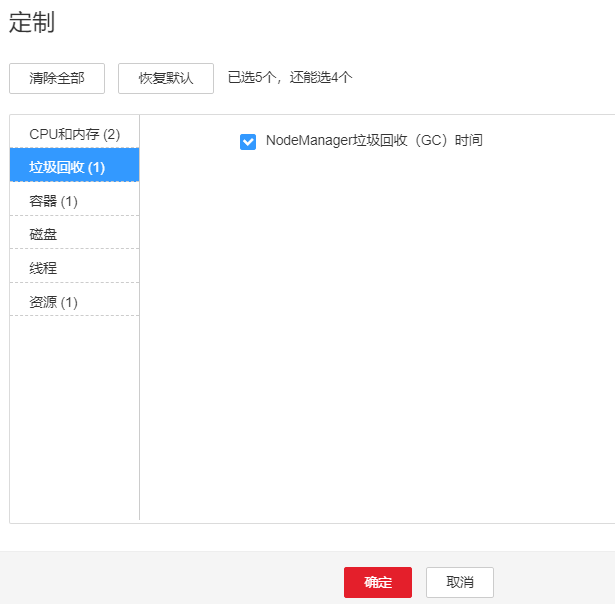 定制
清除全部 恢复默认 已选5个，还能选4个
CPU和内存 (2)
NodeManager垃圾回收（GC）时间
垃圾回收 (1)
容器 (1)
磁盘
线程
资源 (1)
确定 取消